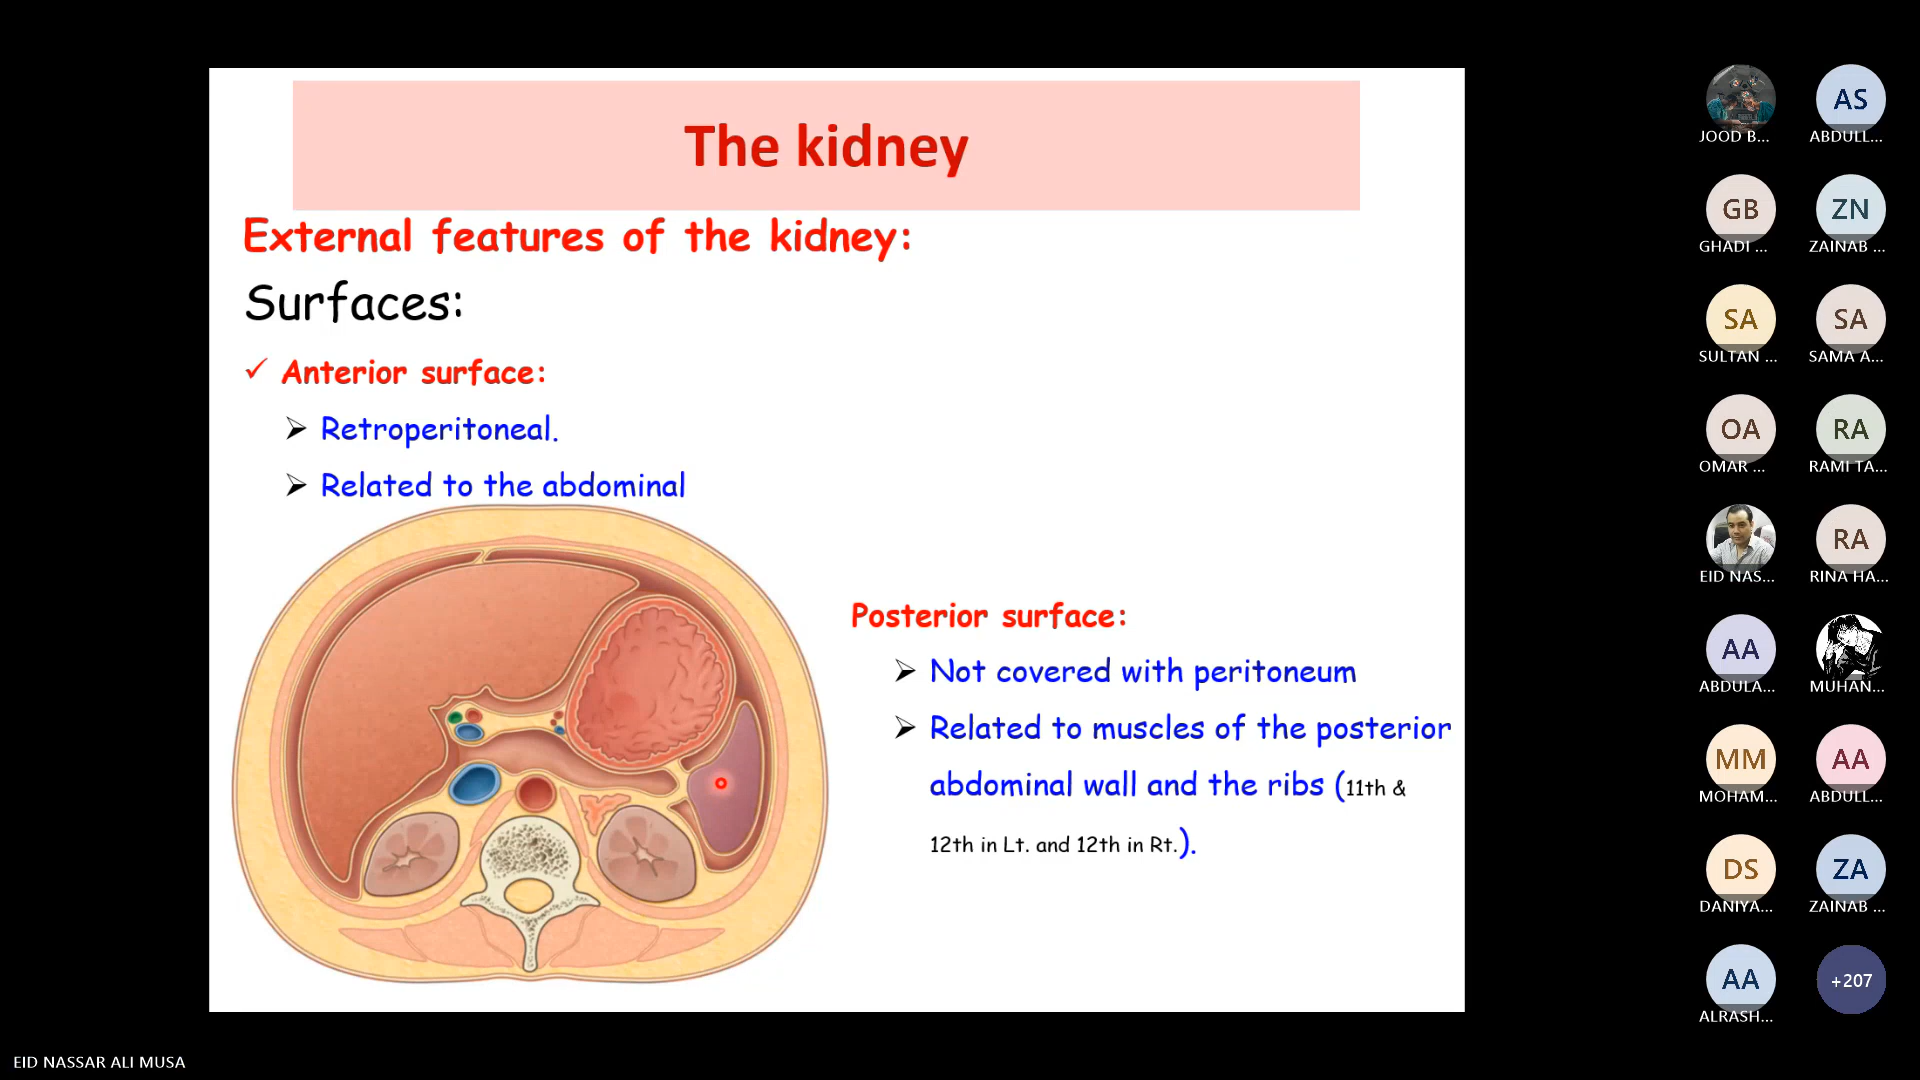 The kidney
External features of the kidney:
Surfaces:
✓ Anterior surface:
➢ Retroperitoneal.
➢ Related to the abdominal
Posterior surface:
➢ Not covered with peritoneum
➢ Related to muscles of the posterior
abdominal wall and the ribs (11th &
12th in Lt. and 12th in Rt.).
JOOD B...
AS
ABDULL...
GB
GHADI ...
ZN
ZAINAB ...
SA
SULTAN ...
SA
SAMA A...
OA
OMAR ...
RA
RAMI TA...
EID NAS...
RA
RINA HA...
AA
ABDULA...
MUHAN...
MM
MOHAM...
AA
ABDULL...
DS
DANIYA...
ZA
ZAINAB ...
AA
ALRASH...
+207
EID NASSAR ALI MUSA